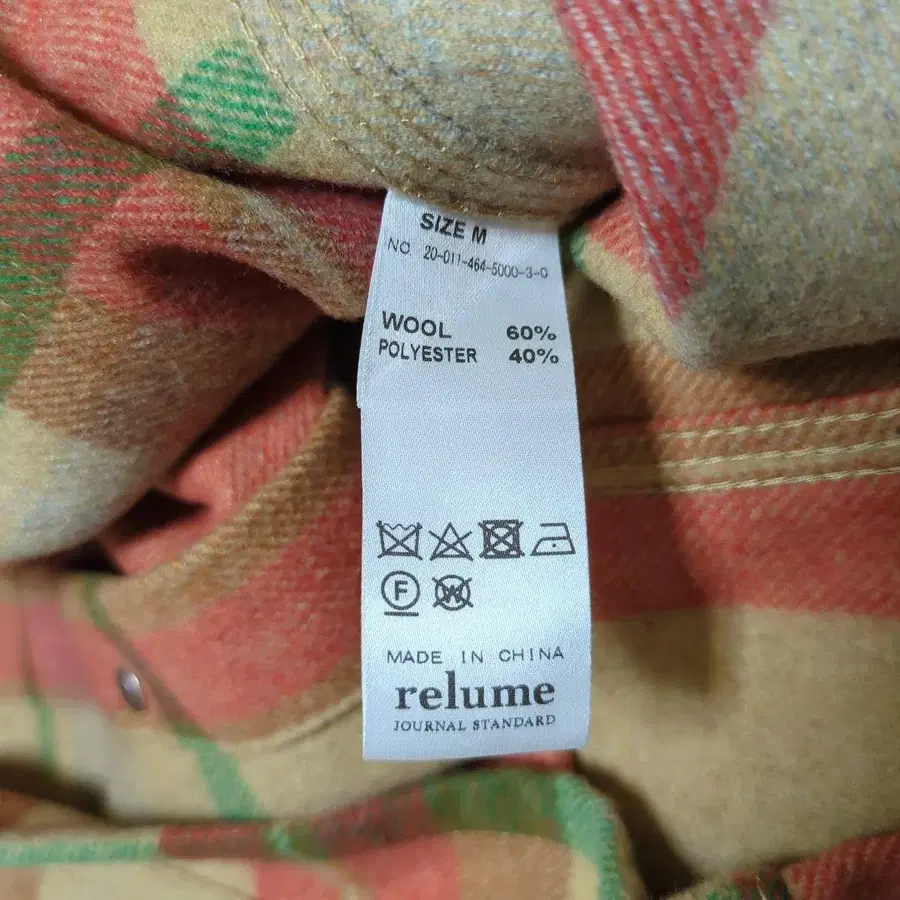 SIZE M
NO 20-011-464-5000-3-0
WOOL 60%
POLYESTER 40%
F W
MADE IN CHINA
relume
JOURNAL STANDARD